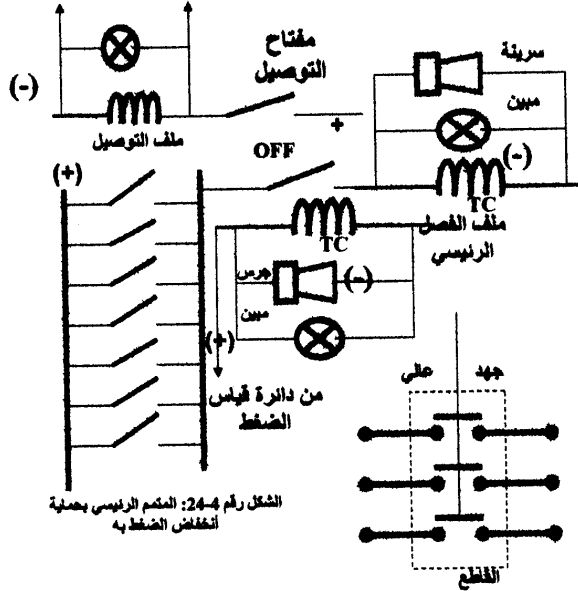 مفتاح
التوصيل
سرينة
مبين
(-)
ملف التوصيل
+
OFF
(-)
(+)
TC
ملف الفصل
الرئيسي
TC
جرس
(-)
مبين
(+)
من دائرة قياس
الضغط
جهد عالي
الشكل رقم 4-24: المتمم الرئيسي بحماية
أنخفاض الضغط به
القاطع